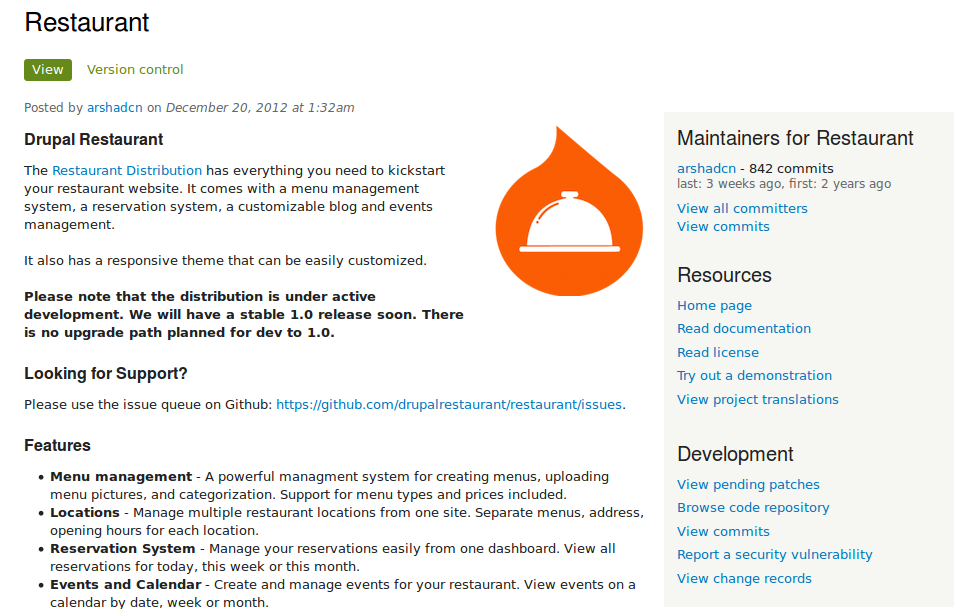 Restaurant
View
Version control
Posted by arshadcn on December 20, 2012 at 1:32am
Drupal Restaurant
The Restaurant Distribution has everything you need to kickstart
your restaurant website. It comes with a menu management
system, a reservation system, a customizable blog and events
management.
It also has a responsive theme that can be easily customized.
Please note that the distribution is under active
development. We will have a stable 1.0 release soon. There
is no upgrade path planned for dev to 1.0.
Looking for Support?
Please use the issue queue on Github: https://github.com/drupalrestaurant/restaurant/issues.
Features
• Menu management - A powerful managment system for creating menus, uploading
menu pictures, and categorization. Support for menu types and prices included.
• Locations - Manage multiple restaurant locations from one site. Separate menus, address,
opening hours for each location.
• Reservation System - Manage your reservations easily from one dashboard. View all
reservations for today, this week or this month.
• Events and Calendar - Create and manage events for your restaurant. View events on a
calendar by date, week or month.
Maintainers for Restaurant
arshadcn - 842 commits
last: 3 weeks ago, first: 2 years ago
View all committers
View commits
Resources
Home page
Read documentation
Read license
Try out a demonstration
View project translations
Development
View pending patches
Browse code repository
View commits
Report a security vulnerability
View change records